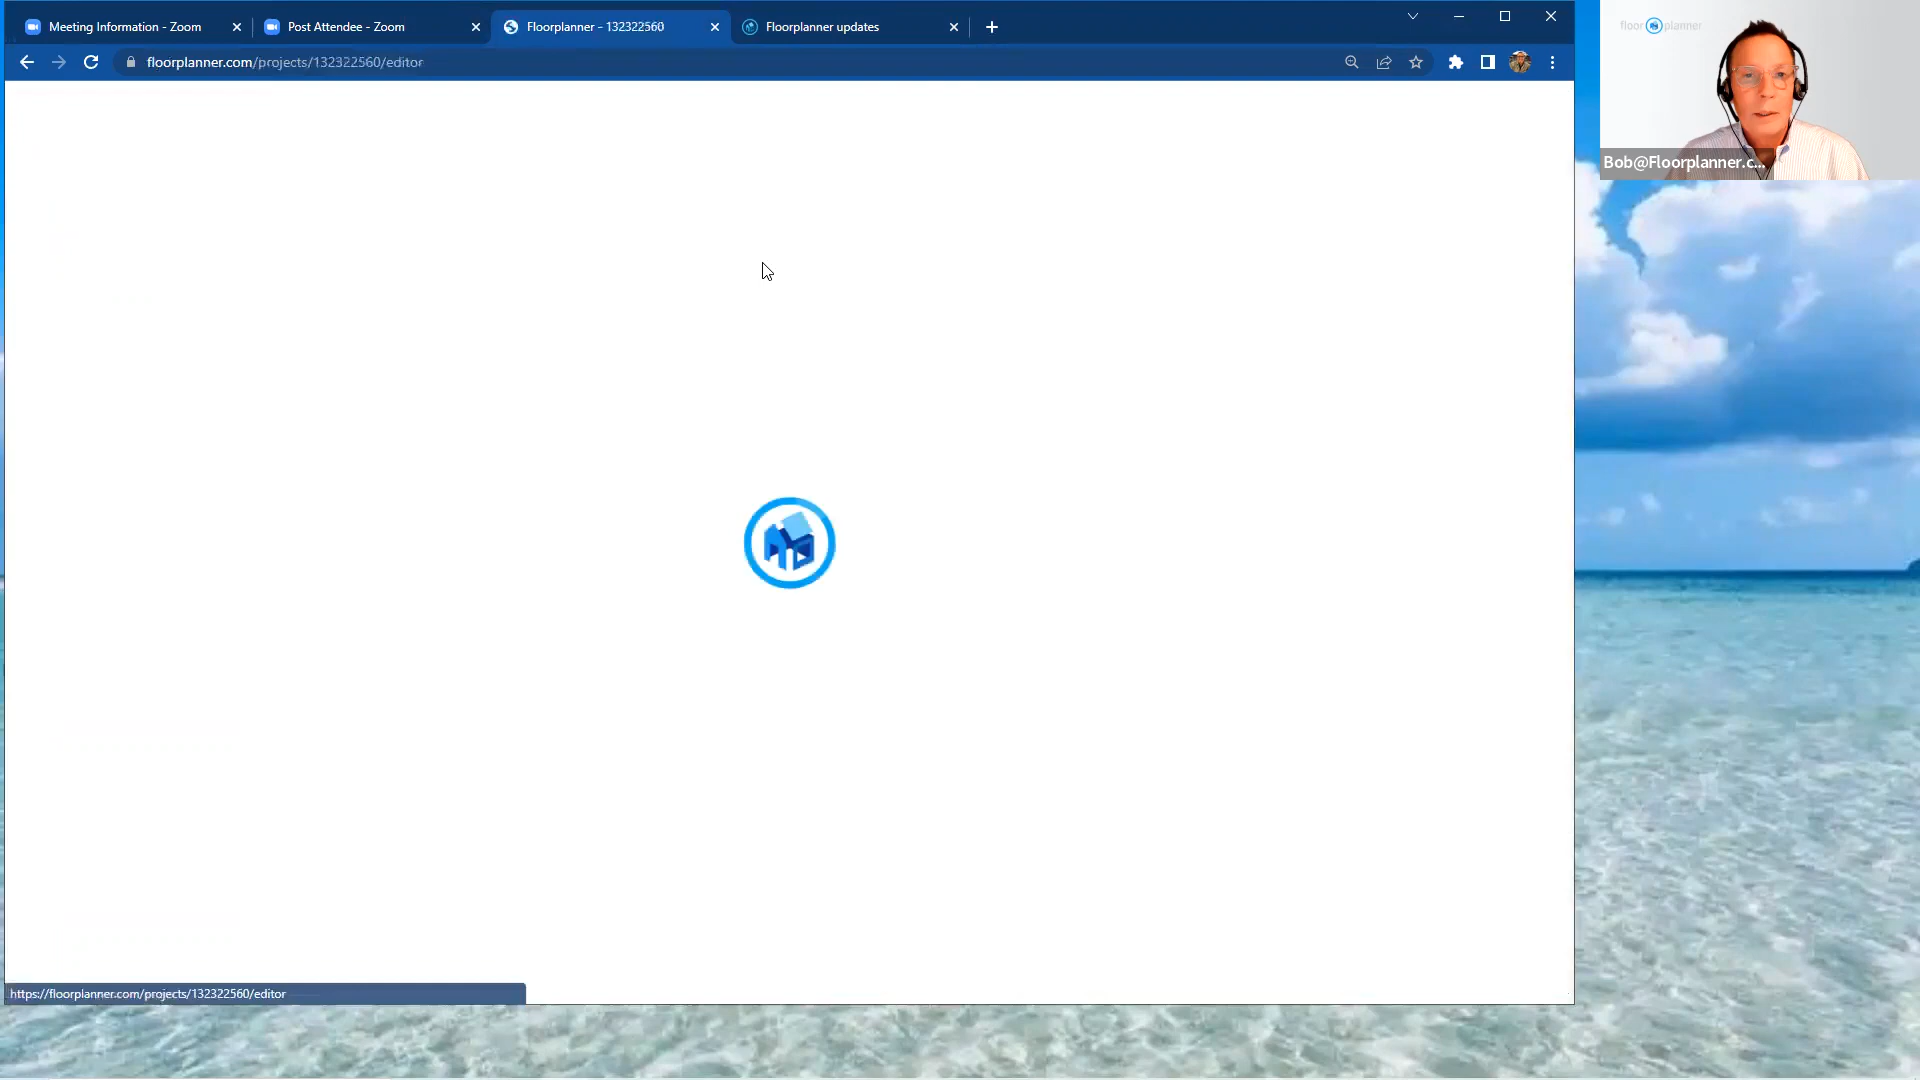 Meeting Information - Zoom
Post Attendee - Zoom
Floorplanner - 132322560
Floorplanner updates
floorplanner.com/projects/132322560/editor
floor planner
Bob@Floorplanner.c...
https://floorplanner.com/projects/132322560/editor